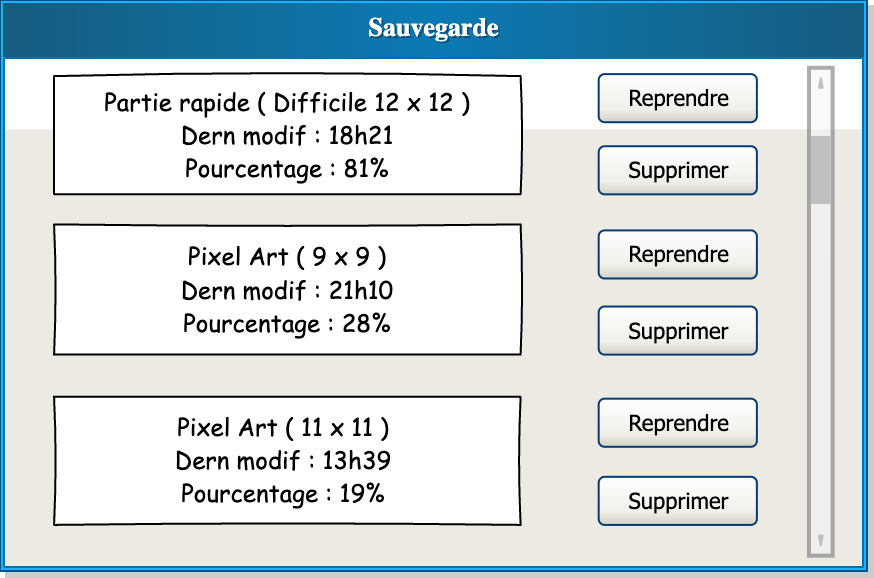 Sauvegarde
Partie rapide ( Difficile 12 x 12 )
Dern modif : 18h21
Pourcentage : 81%
Reprendre
Supprimer
Pixel Art ( 9 x 9 )
Dern modif : 21h10
Pourcentage : 28%
Reprendre
Supprimer
Pixel Art ( 11 x 11 )
Dern modif : 13h39
Pourcentage : 19%
Reprendre
Supprimer